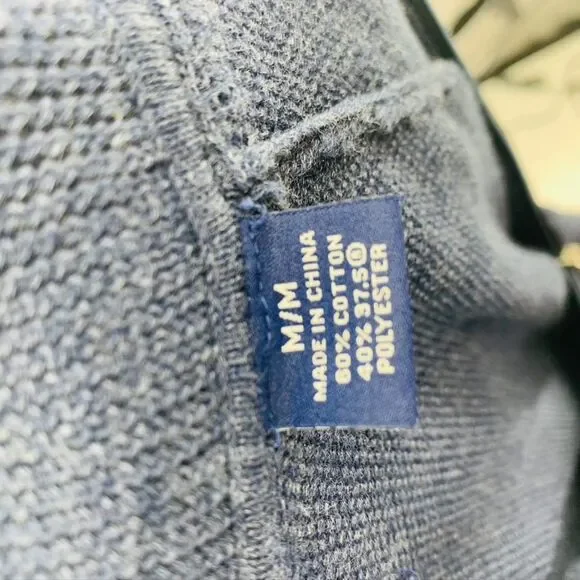 M/M
MADE IN CHINA
60% COTTON
40% 37.5®
POLYESTER